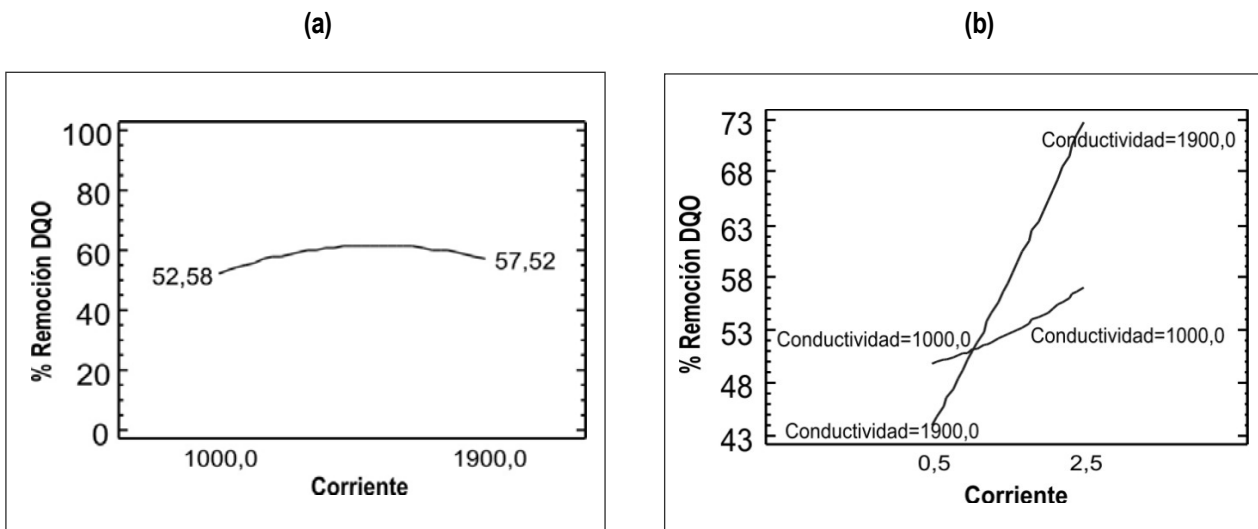 (a)
100
80
60
40
20
0
% Remoción DQO
52,58
57,52
1000,0
1900,0
Corriente
(b)
73
68
63
58
53
48
43
% Remoción DQO
Conductividad=1900,0
Conductividad=1000,0
Conductividad=1000,0
Conductividad=1900,0
0,5
2,5
Corriente